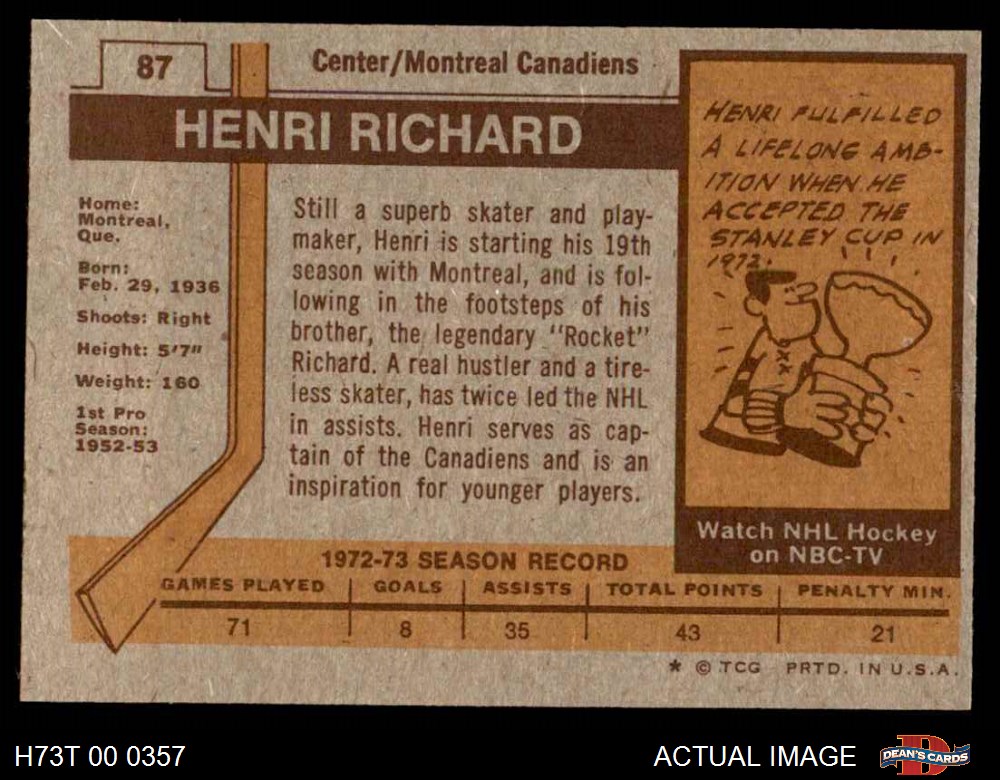 87
Center/Montreal Canadiens
HENRI RICHARD
Home:
Montreal,
Que.
Born:
Feb. 29, 1936
Shoots: Right
Height: 5'7"
Weight: 160
1st Pro
Season:
1952-53
Still a superb skater and play-
maker, Henri is starting his 19th
season with Montreal, and is fol-
lowing in the footsteps of his
brother, the legendary "Rocket"
Richard. A real hustler and a tire-
less skater, has twice led the NHL
in assists. Henri serves as cap-
tain of the Canadiens and is an
inspiration for younger players.
HENRI FULFILLED
A LIFELONG AMB-
ITION WHEN HE
ACCEPTED THE
STANLEY CUP IN
1972.
Watch NHL Hockey
on NBC-TV
1972-73 SEASON RECORD
GAMES PLAYED GOALS ASSISTS TOTAL POINTS PENALTY MIN.
71 8 35 43 21
* © TCG PRTD. IN U.S.A.
H73T 00 0357 ACTUAL IMAGE DEAN'S CARDS